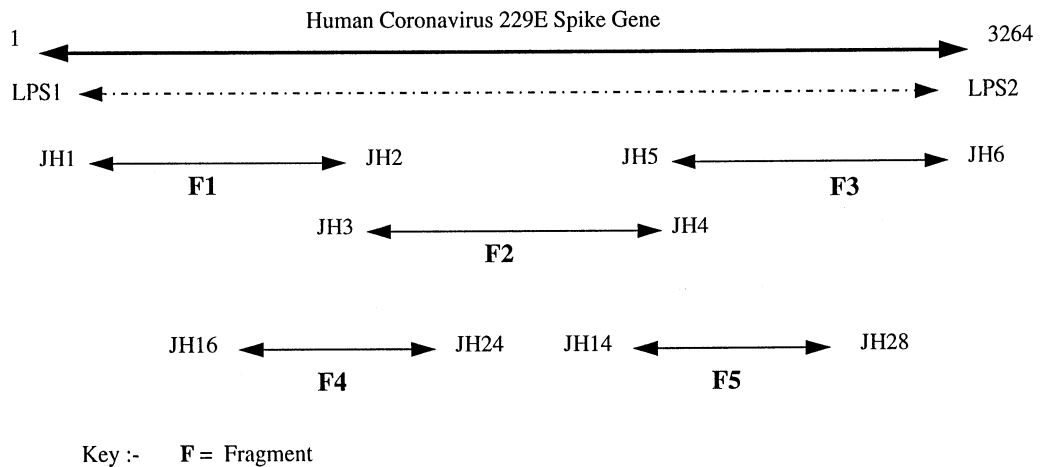 Human Coronavirus 229E Spike Gene
1 3264
LPS1 LPS2
JH1 JH2 JH5 JH6
F1 F3
JH3 JH4
F2
JH16 JH24 JH14 JH28
F4 F5
Key :- F = Fragment